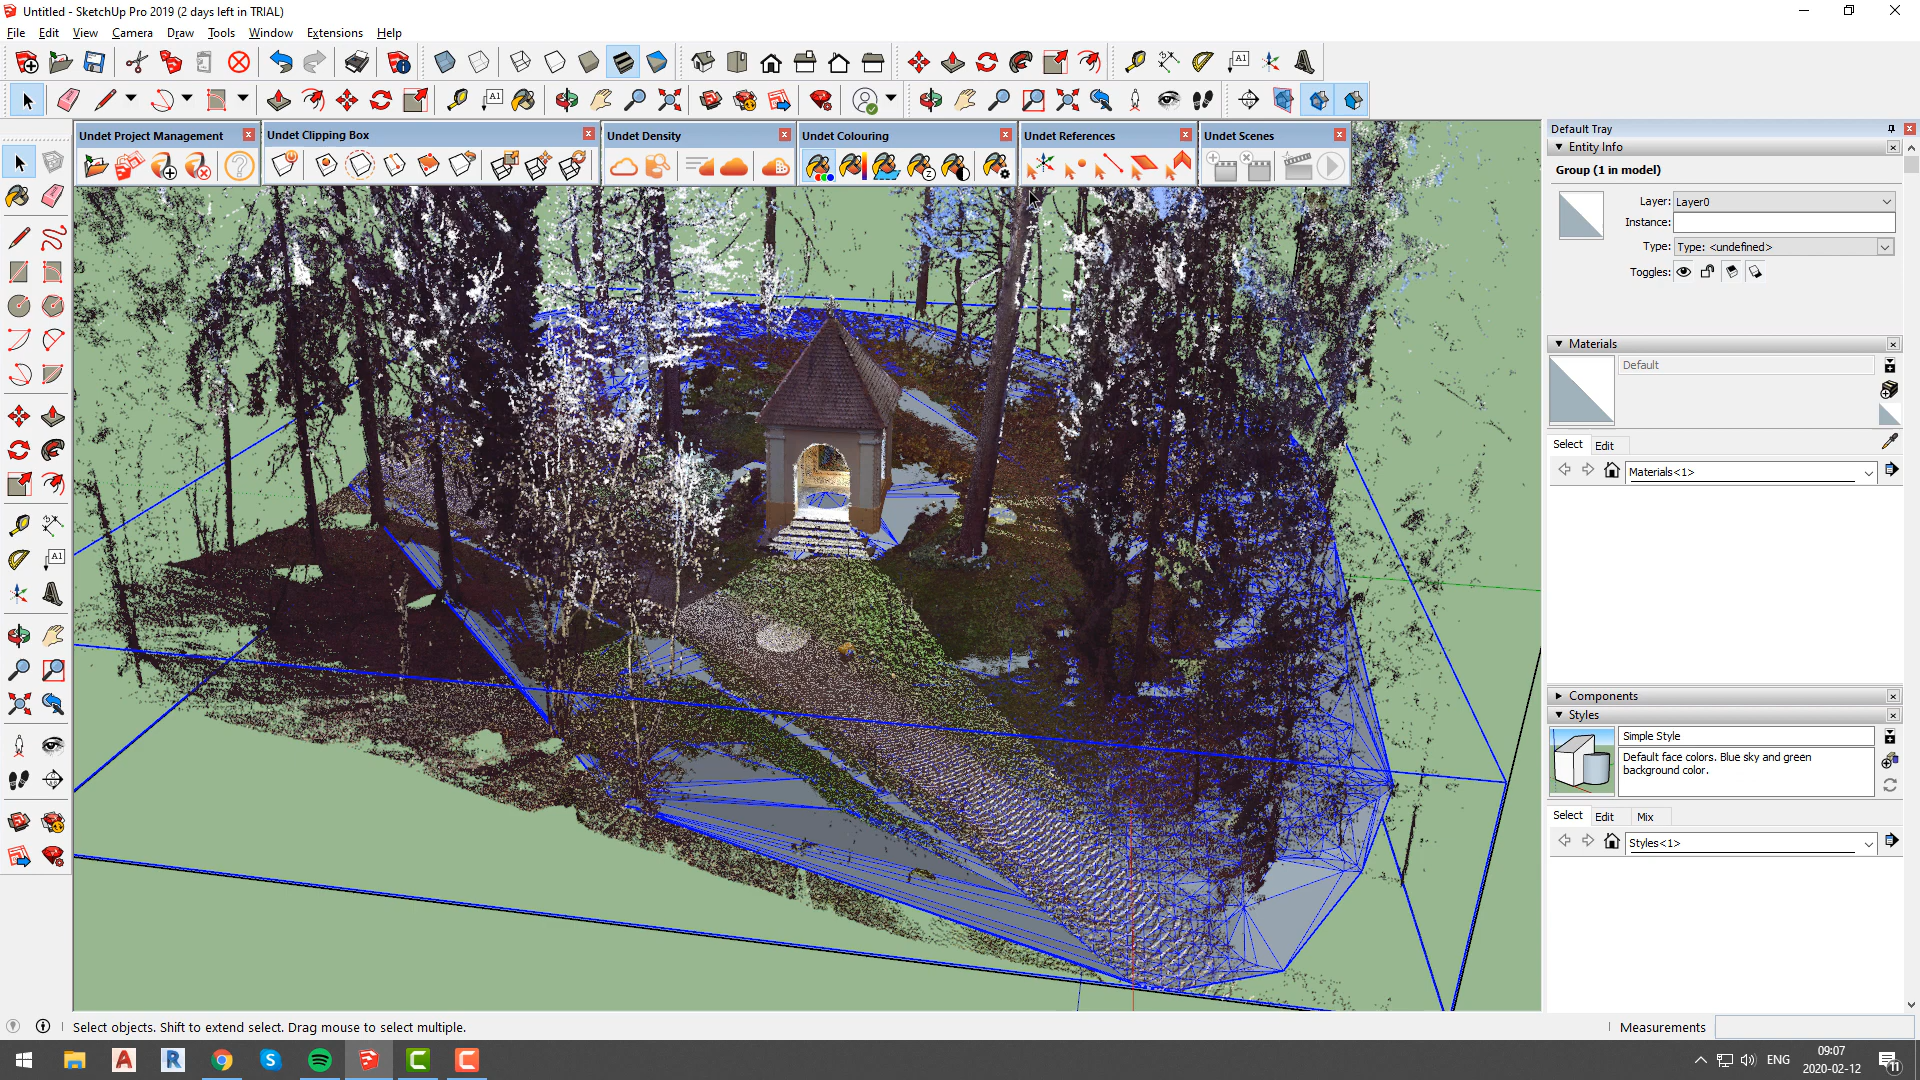 Untitled - SketchUp Pro 2019 (2 days left in TRIAL)
File Edit View Camera Draw Tools Window Extensions Help
A1
A1
Undet Project Management
Undet Clipping Box
Undet Density
Undet Colouring
Undet References
Undet Scenes
Z
A1
Default Tray
Entity Info
Group (1 in model)
Layer: Layer0
Instance:
Type: Type: <undefined>
Toggles:
Materials
Default
Select Edit
Materials<1>
Components
Styles
Simple Style
Default face colors. Blue sky and green
background color.
Select Edit Mix
Styles<1>
Select objects. Shift to extend select. Drag mouse to select multiple.
Measurements
A R S C C
ENG
09:07
2020-02-12
11